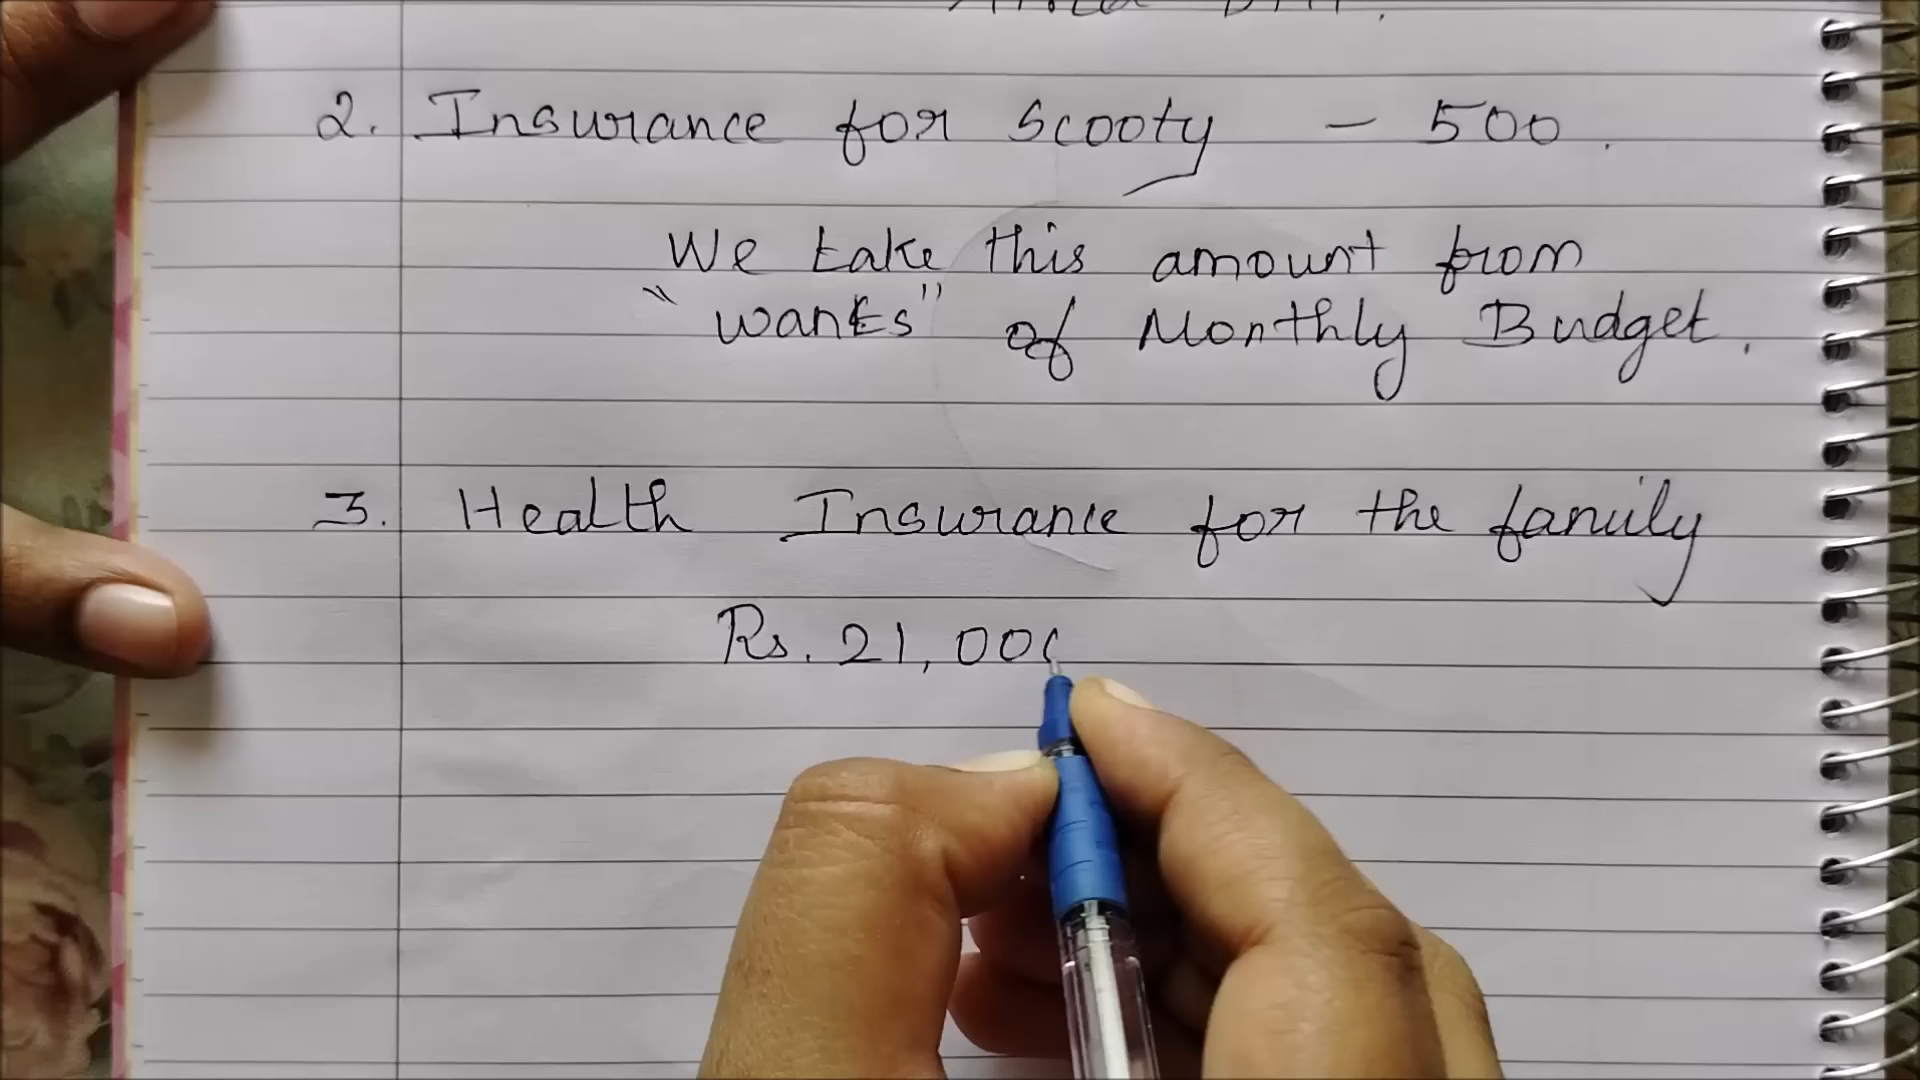 2. Insurance for Scooty – 500.
We take this amount from
"wants" of Monthly Budget.
3. Health Insurance for the family
Rs. 21,000